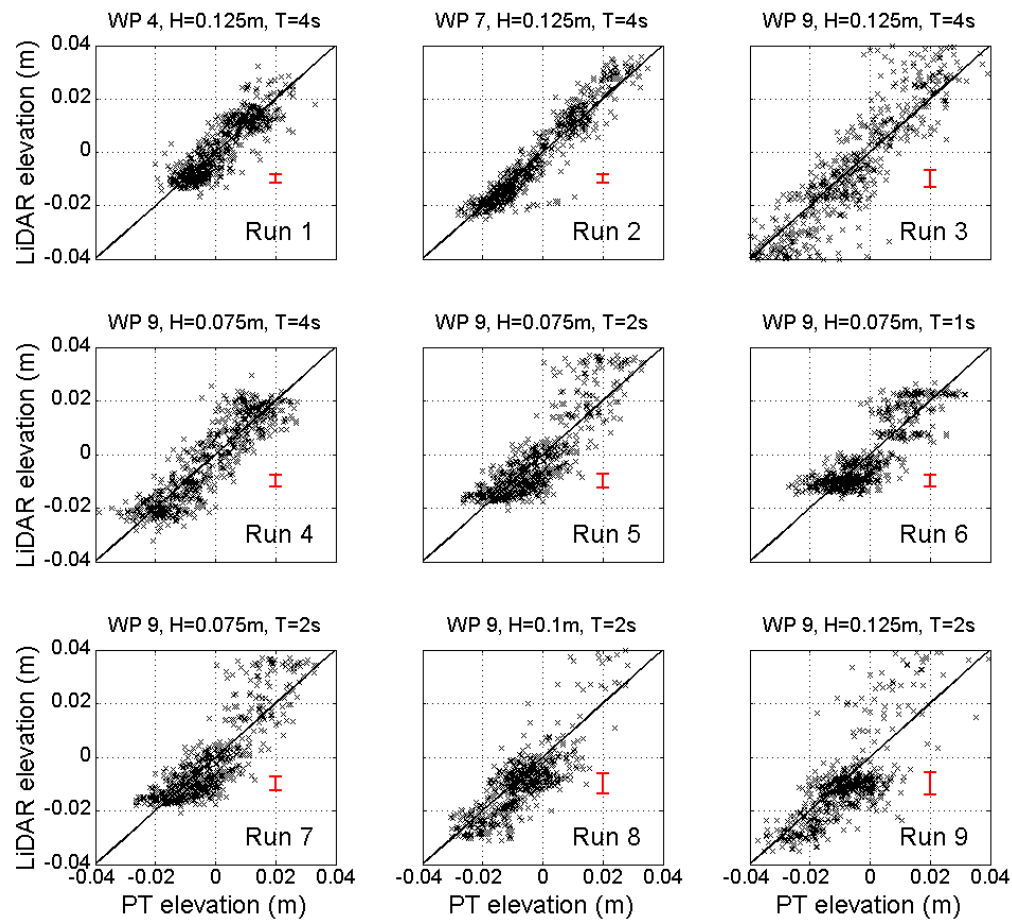 WP 4, H=0.125m, T=4s
WP 7, H=0.125m, T=4s
WP 9, H=0.125m, T=4s
LiDAR elevation (m)
0.04
0.02
0
-0.02
-0.04
Run 1
Run 2
Run 3
WP 9, H=0.075m, T=4s
WP 9, H=0.075m, T=2s
WP 9, H=0.075m, T=1s
LiDAR elevation (m)
0.04
0.02
0
-0.02
-0.04
Run 4
Run 5
Run 6
WP 9, H=0.075m, T=2s
WP 9, H=0.1m, T=2s
WP 9, H=0.125m, T=2s
LiDAR elevation (m)
0.04
0.02
0
-0.02
-0.04
Run 7
Run 8
Run 9
-0.04 -0.02 0 0.02 0.04
-0.04 -0.02 0 0.02 0.04
-0.04 -0.02 0 0.02 0.04
PT elevation (m)
PT elevation (m)
PT elevation (m)